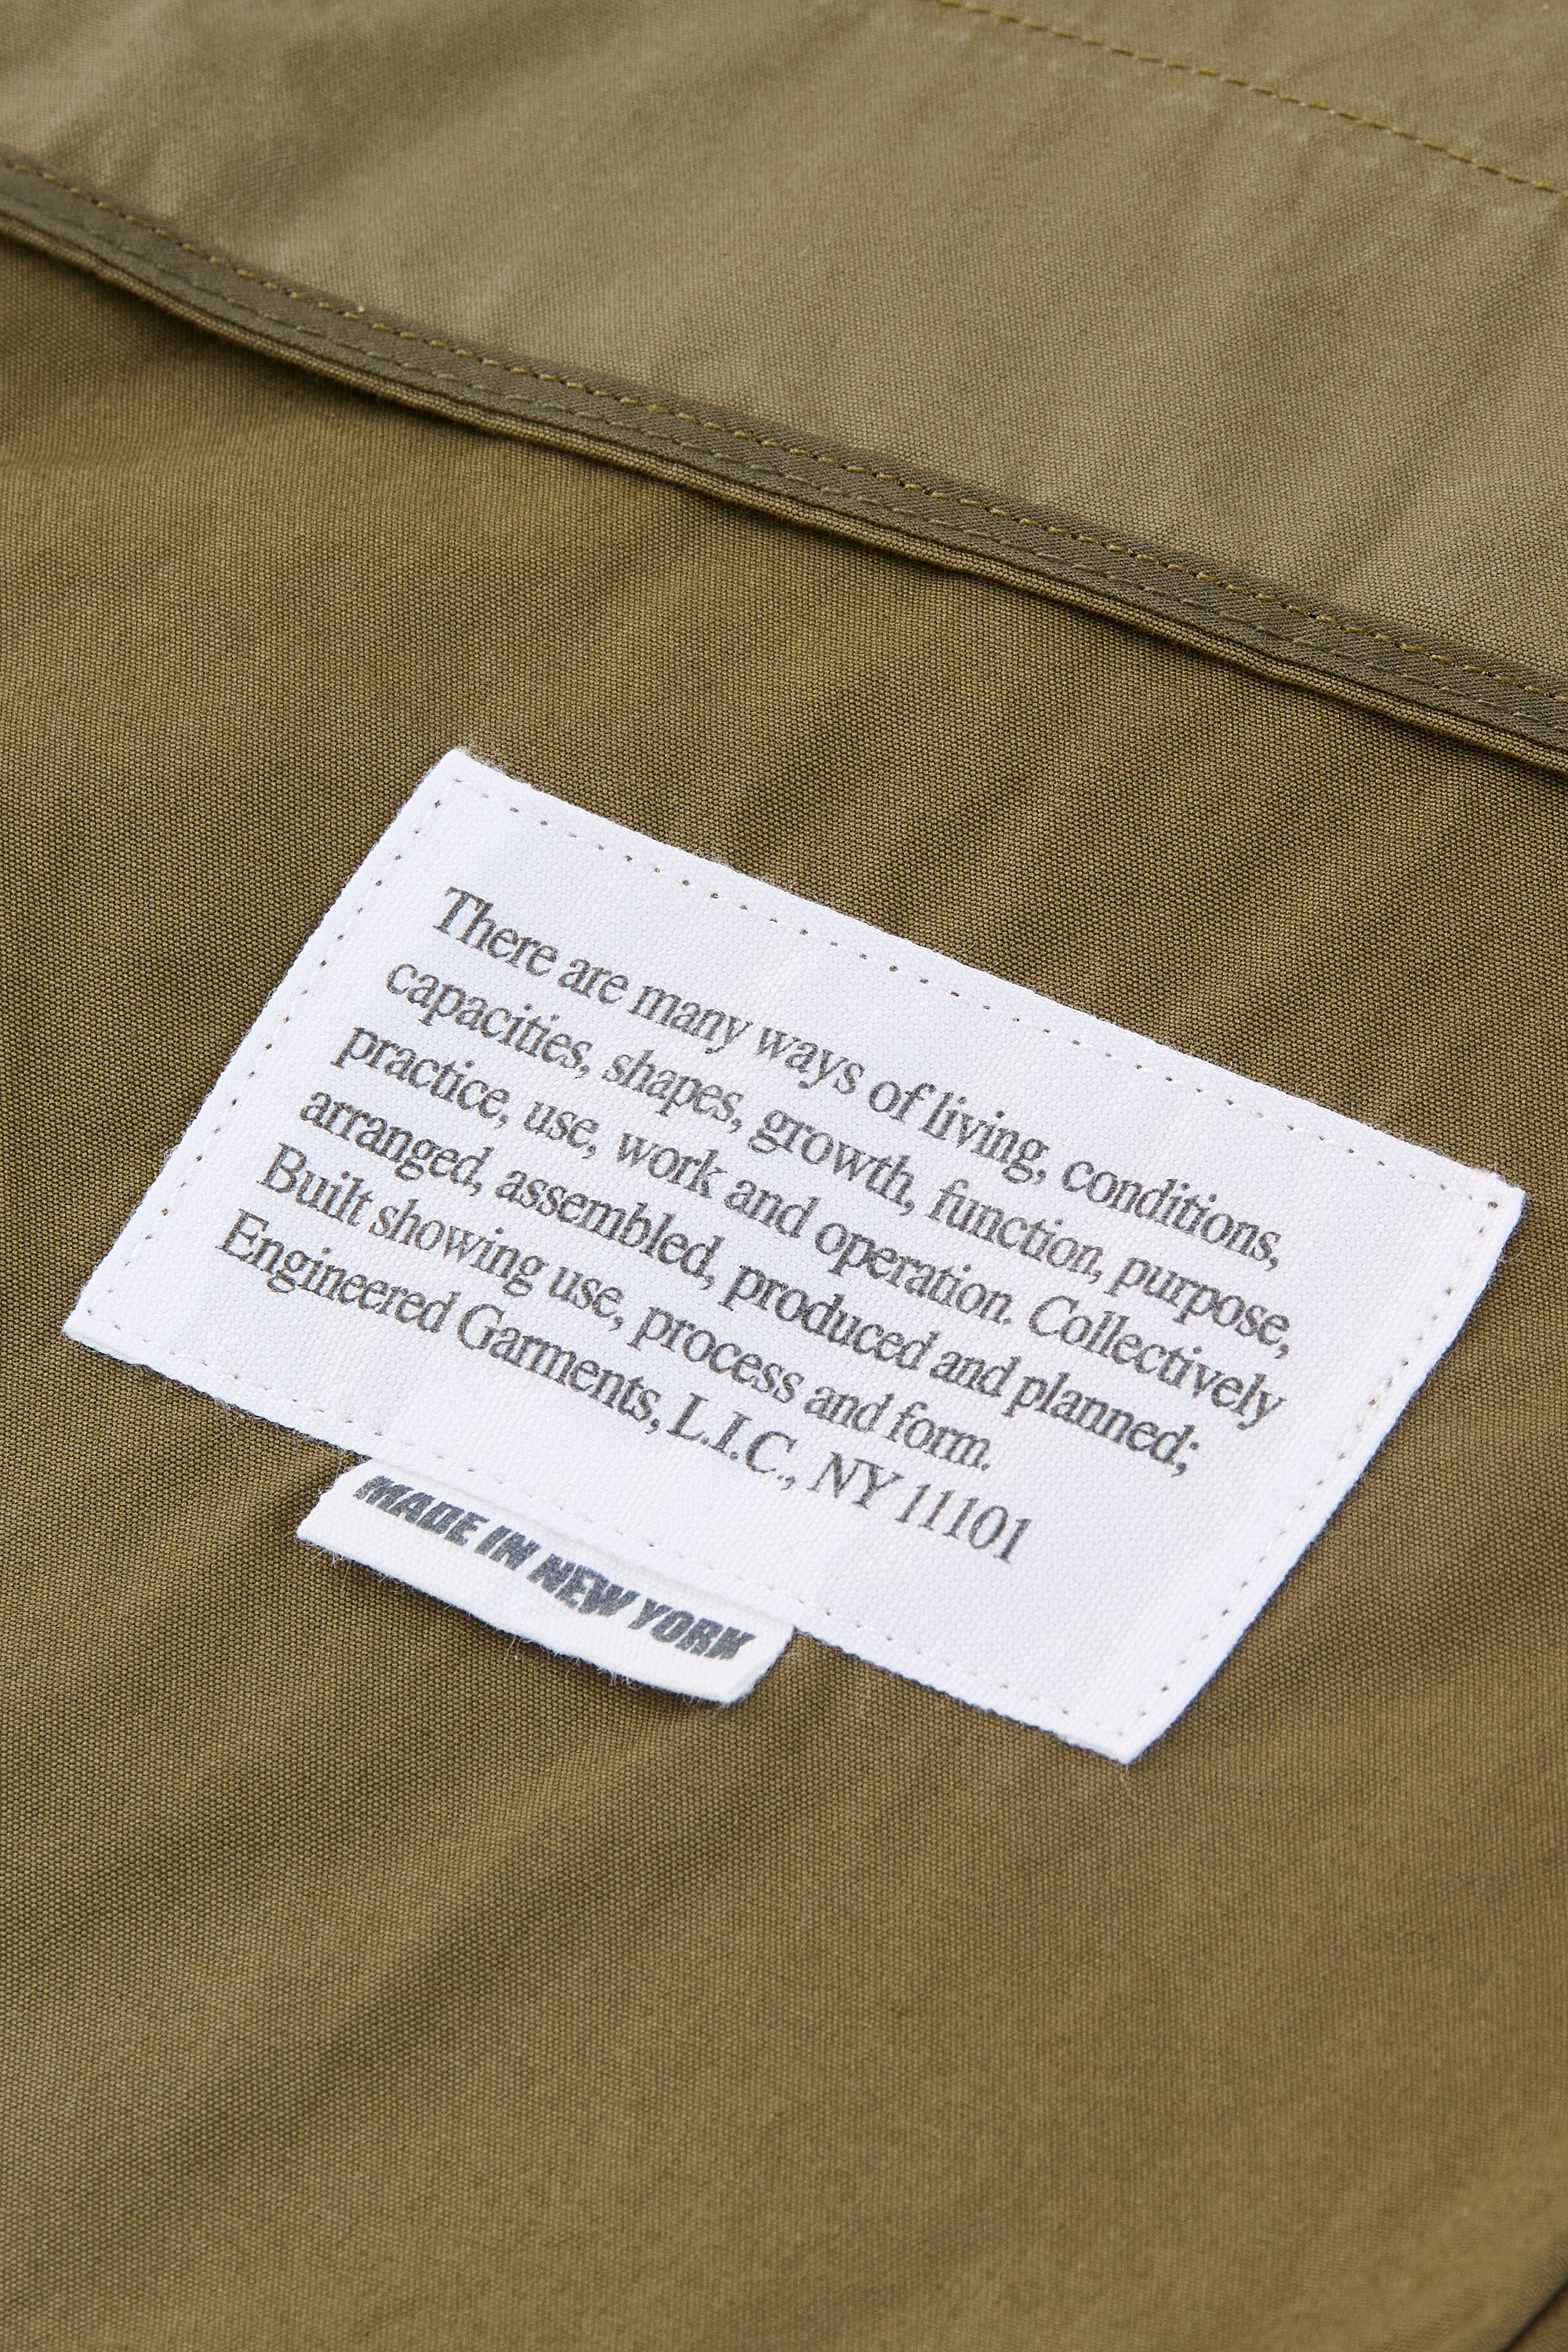 There are many ways of living, conditions,
capacities, shapes, growth, function, purpose,
practice, use, work and operation. Collectively
arranged, assembled, produced and planned;
Built showing use, process and form.
Engineered Garments, L.I.C., NY 11101
MADE IN NEW YORK